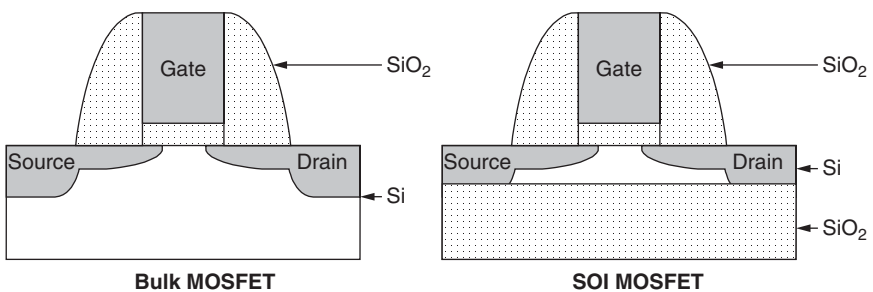 Gate
SiO2
Source
Drain
Si
Bulk MOSFET
Gate
SiO2
Source
Drain
Si
SiO2
SOI MOSFET